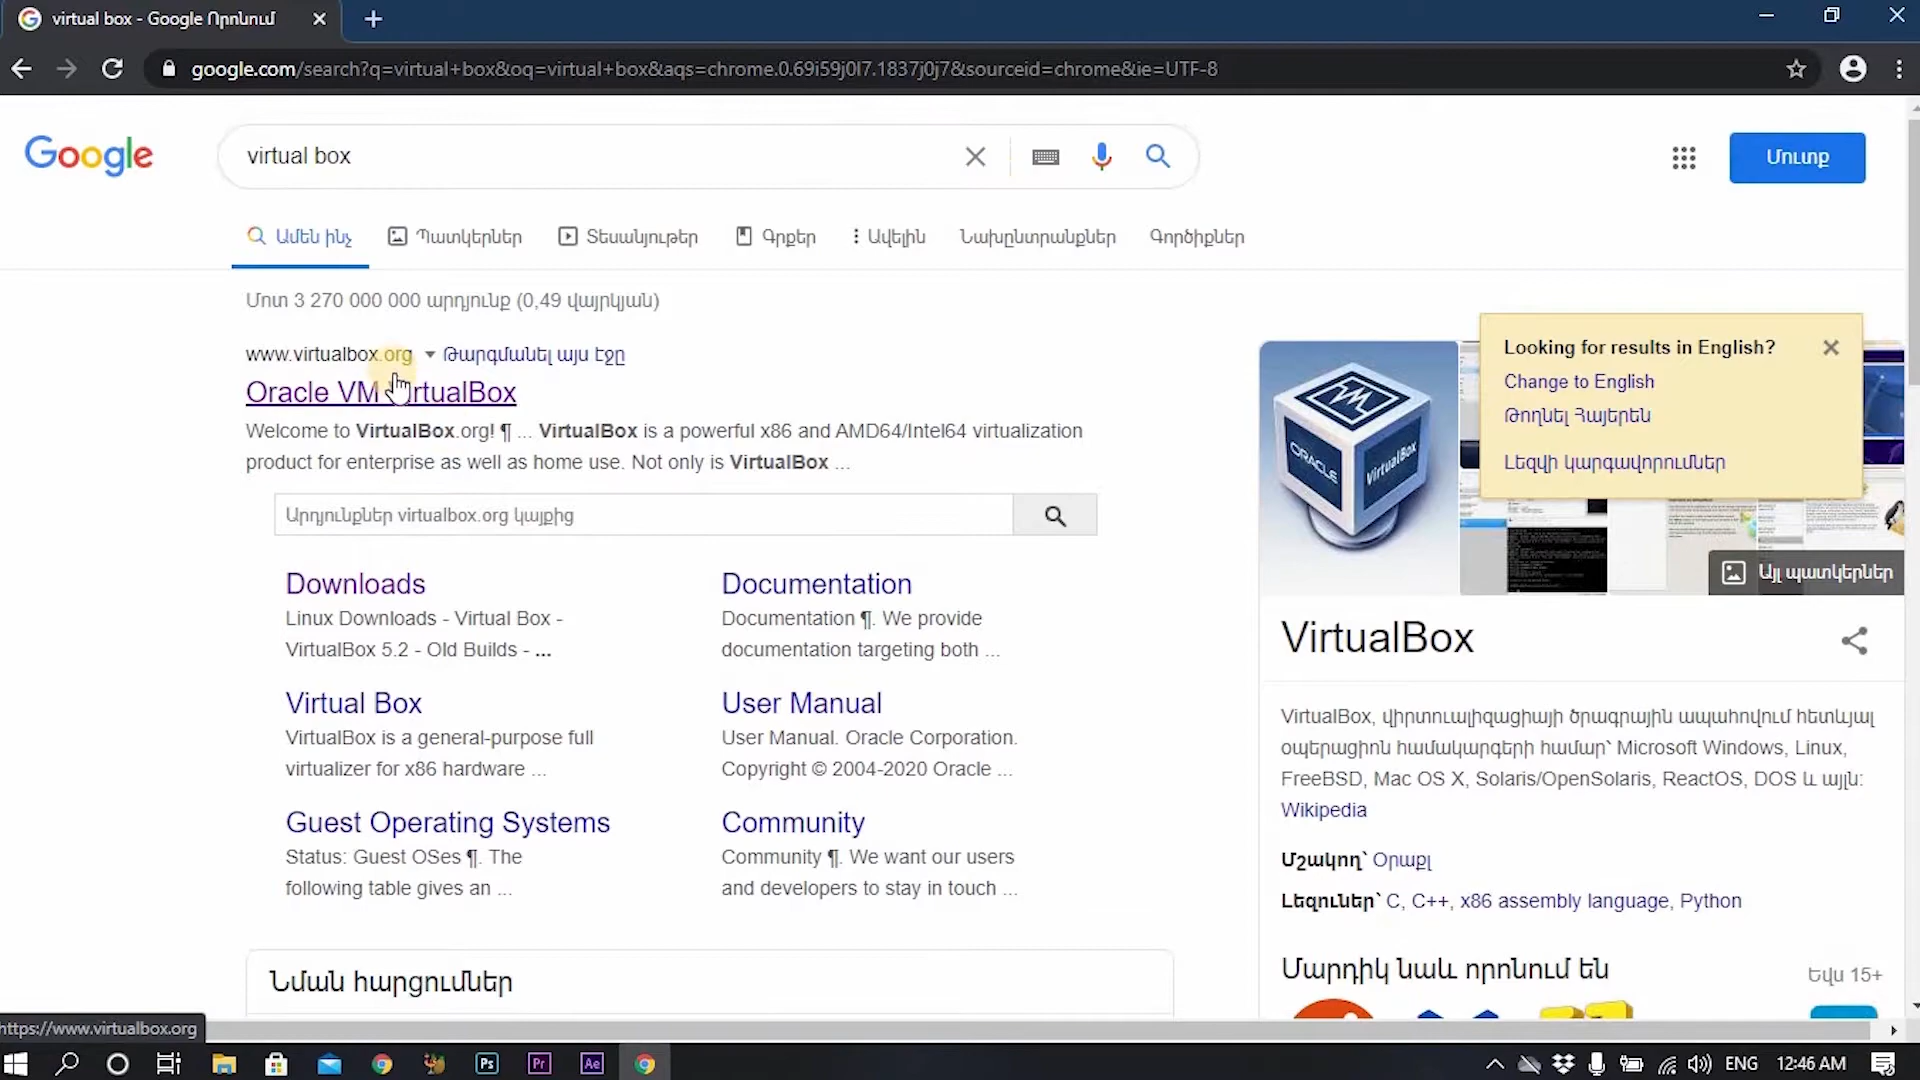 virtual box - Google Որոնում
google.com/search?q=virtual+box&oq=virtual+box&aqs=chrome.0.69i59j0l7.1837j0j7&sourceid=chrome&ie=UTF-8
Google
virtual box
Մուտք
Ամեն ինչ
Պատկերներ
Տեսանյութեր
Գրքեր
Ավելին
Նախընտրանքներ
Գործիքներ
Մոտ 3 270 000 000 արդյունք (0,49 վայրկյան)
www.virtualbox.org
Թարգմանել այս էջը
Oracle VM VirtualBox
Welcome to VirtualBox.org! ¶ ... VirtualBox is a powerful x86 and AMD64/Intel64 virtualization
product for enterprise as well as home use. Not only is VirtualBox ...
Արդյունքներ virtualbox.org կայքից
Downloads
Linux Downloads - Virtual Box -
VirtualBox 5.2 - Old Builds - ...
Documentation
Documentation ¶. We provide
documentation targeting both ...
Virtual Box
VirtualBox is a general-purpose full
virtualizer for x86 hardware ...
User Manual
User Manual. Oracle Corporation.
Copyright © 2004-2020 Oracle ...
Guest Operating Systems
Status: Guest OSes ¶. The
following table gives an ...
Community
Community ¶. We want our users
and developers to stay in touch ...
Նման հարցումներ
Looking for results in English?
Change to English
Թողնել Հայերեն
Լեզվի կարգավորումներ
ORACLE
VirtualBox
Այլ պատկերներ
VirtualBox
VirtualBox, վիրտուալիզացիայի ծրագրային ապահովում հետևյալ
օպերացիոն համակարգերի համար՝ Microsoft Windows, Linux,
FreeBSD, Mac OS X, Solaris/OpenSolaris, ReactOS, DOS և այլն:
Wikipedia
Մշակող՝ Օրաքլ
Լեզուներ՝ C, C++, x86 assembly language, Python
Մարդիկ նաև որոնում են
Եվս 15+
https://www.virtualbox.org
Ps
Pr
Ae
ENG
12:46 AM